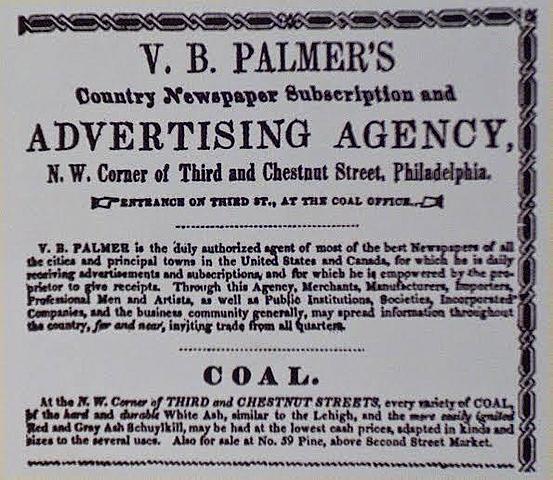 V. B. PALMER'S
Country Newspaper Subscription and
ADVERTISING AGENCY,
N. W. Corner of Third and Chestnut Street, Philadelphia.
ENTRANCE ON THIRD ST., AT THE COAL OFFICE.
V. B. PALMER is the duly authorized agent of most of the best Newspapers of all
the cities and principal towns in the United States and Canada, for which he is daily
receiving advertisements and subscriptions, and for which he is empowered by the pro-
prietor to give receipts. Through this Agency, Merchants, Manufacturers, Importers,
Professional Men and Artists, as well as Public Institutions, Societies, Incorporated
Companies, and the business community generally, may spread information throughout
the country, far and near, inviting trade from all quarters.
COAL.
At the N. W. Corner of THIRD and CHESTNUT STREETS, every variety of COAL,
of the hard and durable White Ash, similar to the Lehigh, and the more easily ignited
Red and Gray Ash Schuylkill, may be had at the lowest cash prices, adapted in kinds and
sizes to the several uses. Also for sale at No. 59 Pine, above Second Street Market.